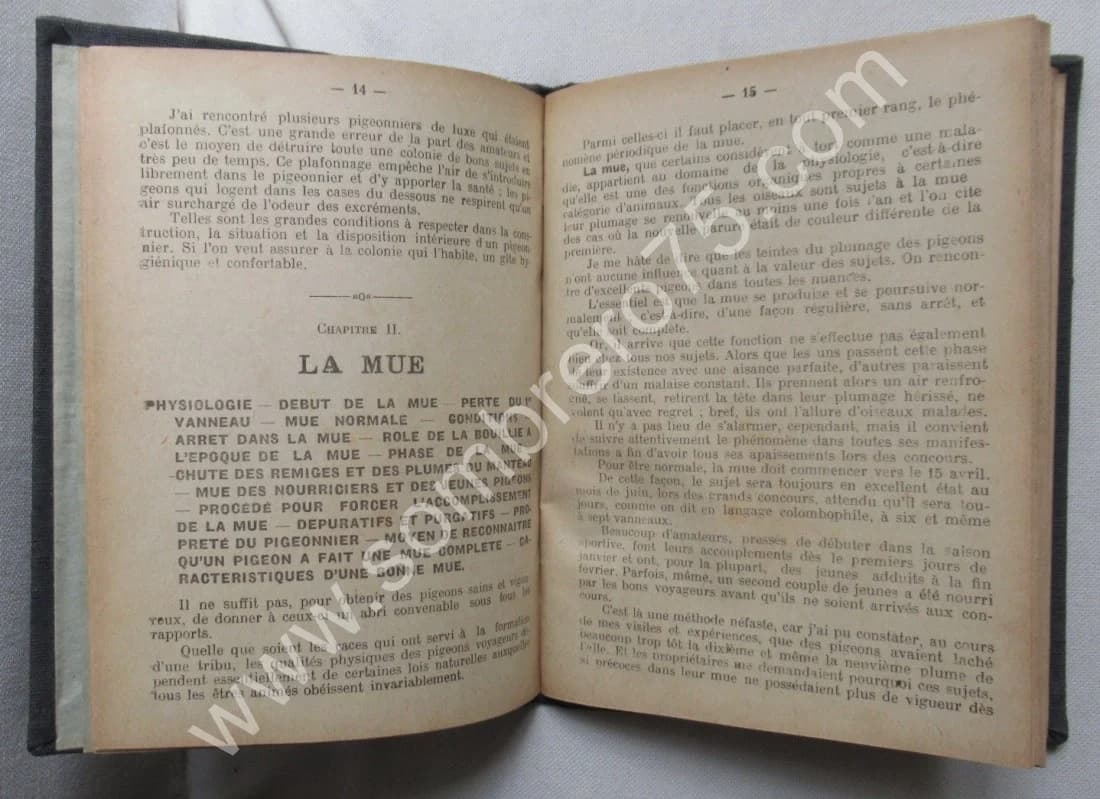 — 14 —
J'ai rencontré plusieurs pigeonniers de luxe qui étaient
plafonnés. C'est une grande erreur de la part des amateurs et
c'est le moyen de détruire toute une colonie de bons sujets en
très peu de temps. Ce plafonnage empêche l'air de s'introduire
librement dans le pigeonnier et d'y apporter la santé ; les pi-
geons qui logent dans les cases du dessous ne respirent qu'un
air surchargé de l'odeur des excréments.
Telles sont les grandes conditions à respecter dans la cons-
truction, la situation et la disposition intérieure d'un pigeon-
nier. Si l'on veut assurer à la colonie qui l'habite, un gîte hy-
giénique et confortable.
»0«
CHAPITRE II.
LA MUE
PHYSIOLOGIE — DEBUT DE LA MUE — PERTE DU 1r
VANNEAU — MUE NORMALE — CONDITIONS —
ARRET DANS LA MUE — ROLE DE LA BOUILLIE A
L'EPOQUE DE LA MUE — PHASE DE LA MUE —
CHUTE DES REMIGES ET DES PLUMES DU MANTEAU
— MUE DES NOURRICIERS ET DES JEUNES PIGEONS
— PROCÉDÉ POUR FORCER L'ACCOMPLISSEMENT
DE LA MUE — DEPURATIFS ET PURGATIFS — PRO-
PRETÉ DU PIGEONNIER — MOYEN DE RECONNAITRE
QU'UN PIGEON A FAIT UNE MUE COMPLETE — CA-
RACTERISTIQUES D'UNE BONNE MUE.
Il ne suffit pas, pour obtenir des pigeons sains et vigou-
reux, de donner à ceux-ci un abri convenable sous tous les
rapports.
Quelle que soient les races qui ont servi à la formation
d'une tribu, les qualités physiques des pigeons voyageurs dé-
pendent essentiellement de certaines lois naturelles auxquelles
tous les êtres animés obéissent invariablement.
— 15 —
Parmi celles-ci il faut placer, en tout premier rang, le phé-
nomène périodique de la mue.
La mue, que certains considèrent à tort comme une mala-
die, appartient au domaine de la physiologie, c'est-à-dire
qu'elle est une des fonctions organiques propres à certaines
catégorie d'animaux. Tous les oiseaux sont sujets à la mue
leur plumage se renouvelle au moins une fois l'an et l'on cite
des cas où la nouvelle parure était de couleur différente de la
première.
Je me hâte de dire que les teintes du plumage des pigeons
n'ont aucune influence quant à la valeur des sujets. On rencon-
tre d'excellents pigeons dans toutes les nuances.
L'essentiel est que la mue se produise et se poursuive nor-
malement : c'est-à-dire, d'une façon régulière, sans arrêt, et
qu'elle soit complète.
Or, il arrive que cette fonction ne s'effectue pas également
bien chez tous nos sujets. Alors que les uns passent cette phase
de leur existence avec une aisance parfaite, d'autres paraissent
souffrir d'un malaise constant. Ils prennent alors un air renfro-
gné, se lassent, retirent la tête dans leur plumage hérissé, ne
volent qu'avec regret ; bref, ils ont l'allure d'oiseaux malades.
Il n'y a pas lieu de s'alarmer, cependant, mais il convient
de suivre attentivement le phénomène dans toutes ses manifes-
tations a fin d'avoir tous ses apaissements lors des concours.
Pour être normale, la mue doit commencer vers le 15 avril.
De cette façon, le sujet sera toujours en excellent état au
mois de juin, lors des grands concours, attendu qu'il sera tou-
jours, comme on dit en langage colombophile, à six et même
à sept vanneaux.
Beaucoup d'amateurs, pressés de débuter dans la saison
sportive, font leurs accouplements dès le premiers jours de
janvier et ont, pour la plupart, des jeunes adduits à la fin
février. Parfois, même, un second couple de jeunes a été nourri
par les bons voyageurs avant qu'ils ne soient arrivés aux con-
cours.
C'est là une méthode néfaste, car j'ai pu constater, au cours
de mes visites et expériences, que des pigeons avaient laché
beaucoup trop tôt la dixième et même la neuvième plume de
l'aile. Et les propriétaires me demandaient pourquoi ces sujets,
si précoces dans leur mue ne possédaient plus de vigueur dès
www.sombrero75.com